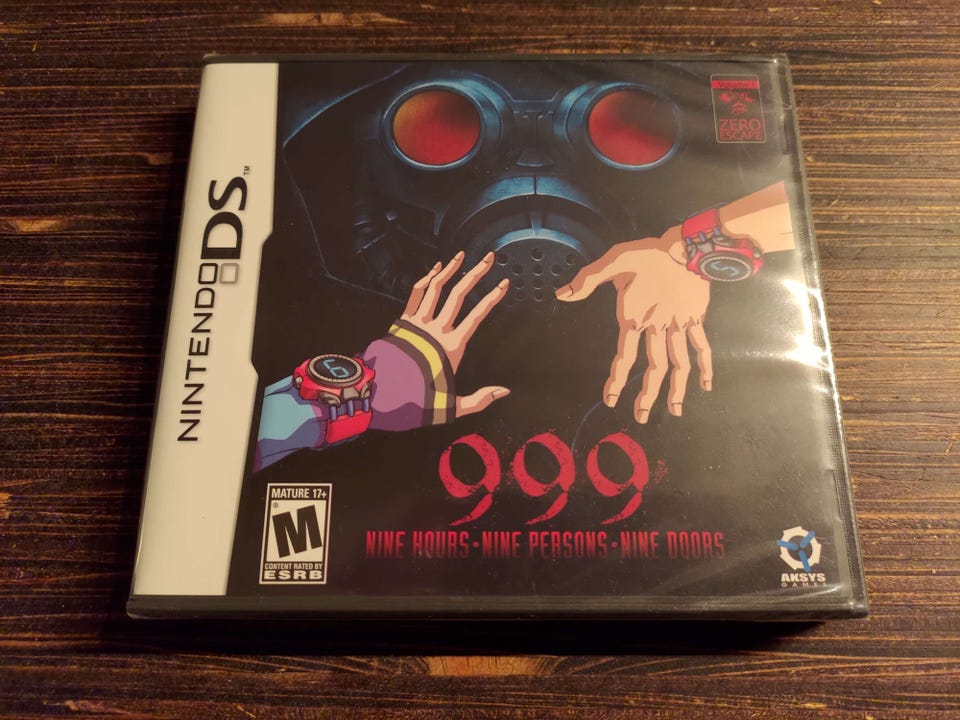 NINTENDO DS™
Volume 1
ZERO
ESCAPE
5
6
999
NINE HOURS • NINE PERSONS • NINE DOORS
MATURE 17+
M
®
CONTENT RATED BY
ESRB
AKSYS
GAMES